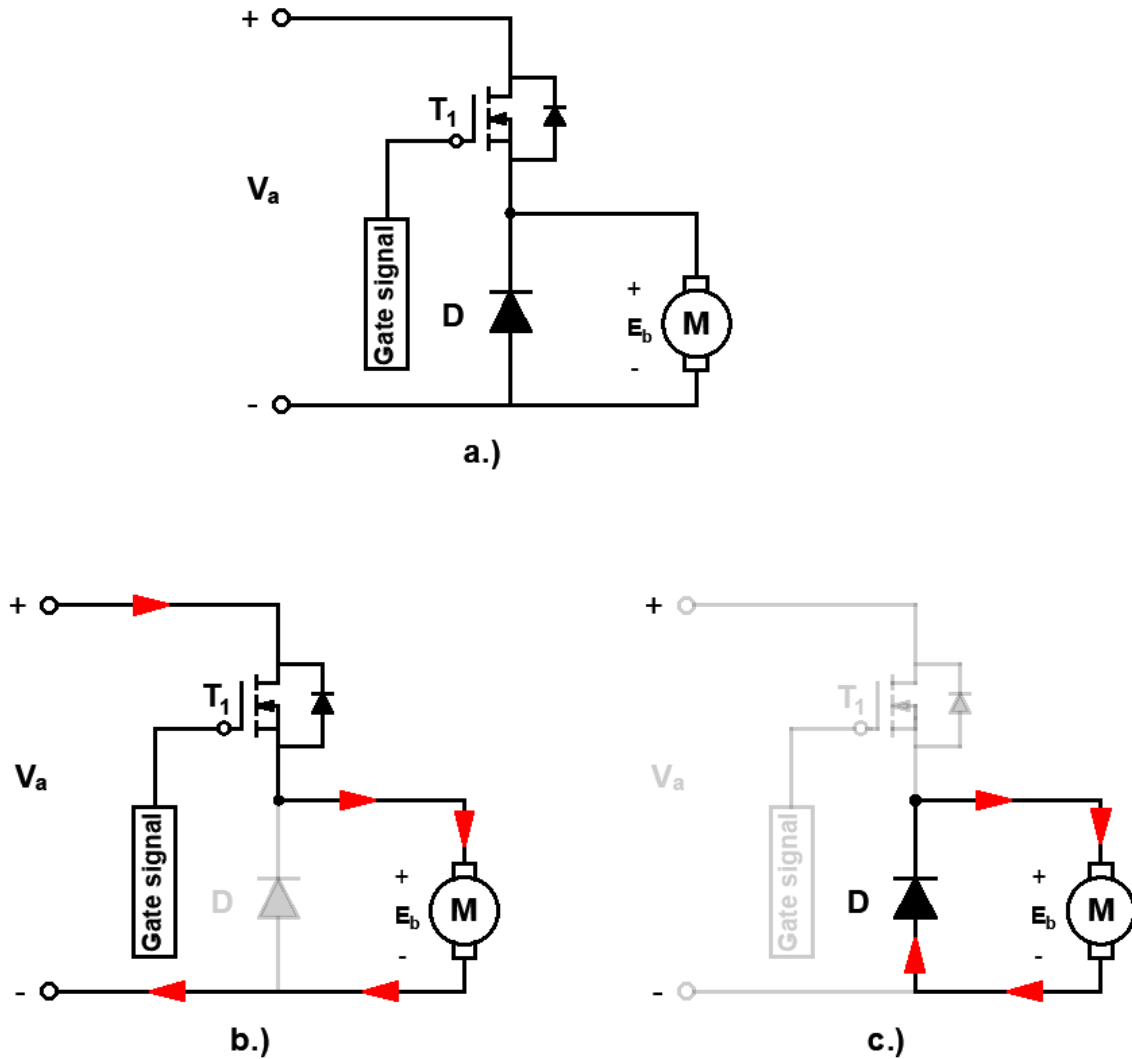 +
T1
Va
Gate signal
D
+
Eb
-
M
-
a.)
+
T1
Va
Gate signal
D
+
Eb
-
M
-
b.)
+
T1
Va
Gate signal
D
+
Eb
-
M
-
c.)